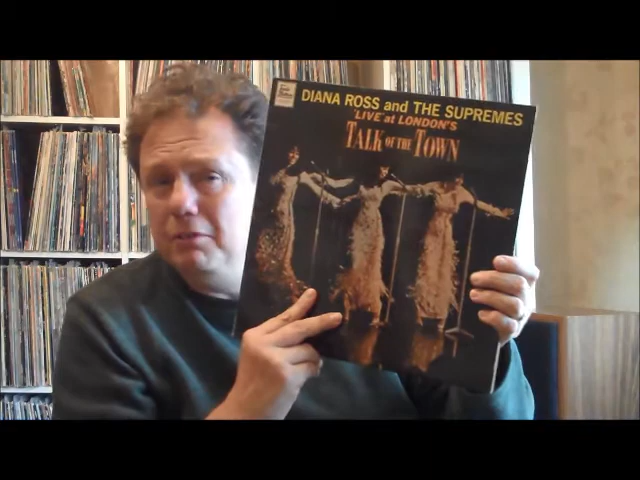 DIANA ROSS and THE SUPREMES
'LIVE' at LONDON'S
TALK OF THE TOWN